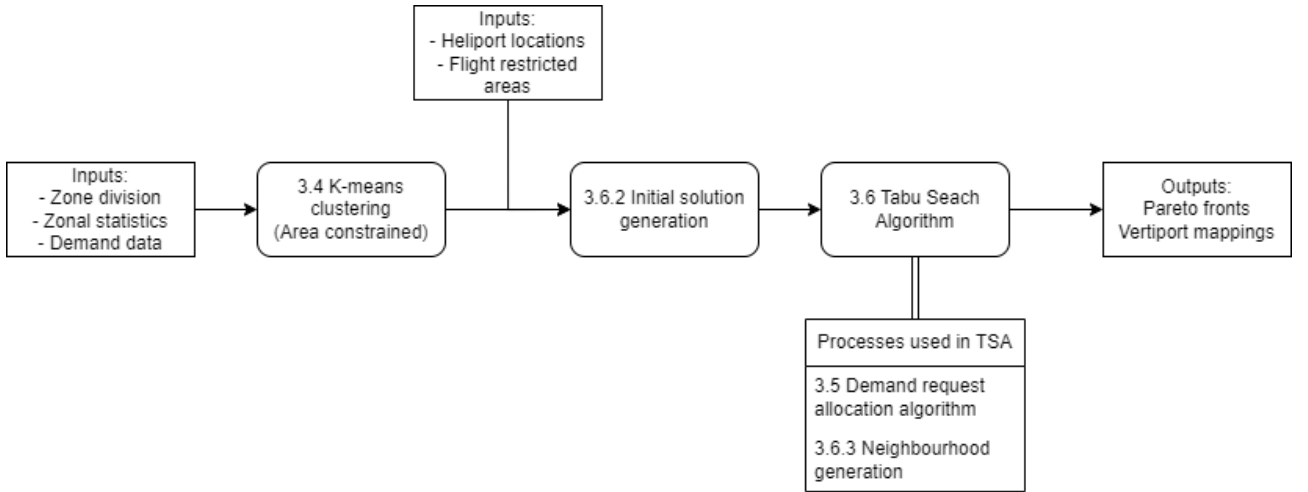 Inputs:
- Heliport locations
- Flight restricted
areas
Inputs:
- Zone division
- Zonal statistics
- Demand data
3.4 K-means
clustering
(Area constrained)
3.6.2 Initial solution
generation
3.6 Tabu Seach
Algorithm
Outputs:
Pareto fronts
Vertiport mappings
Processes used in TSA
3.5 Demand request
allocation algorithm
3.6.3 Neighbourhood
generation